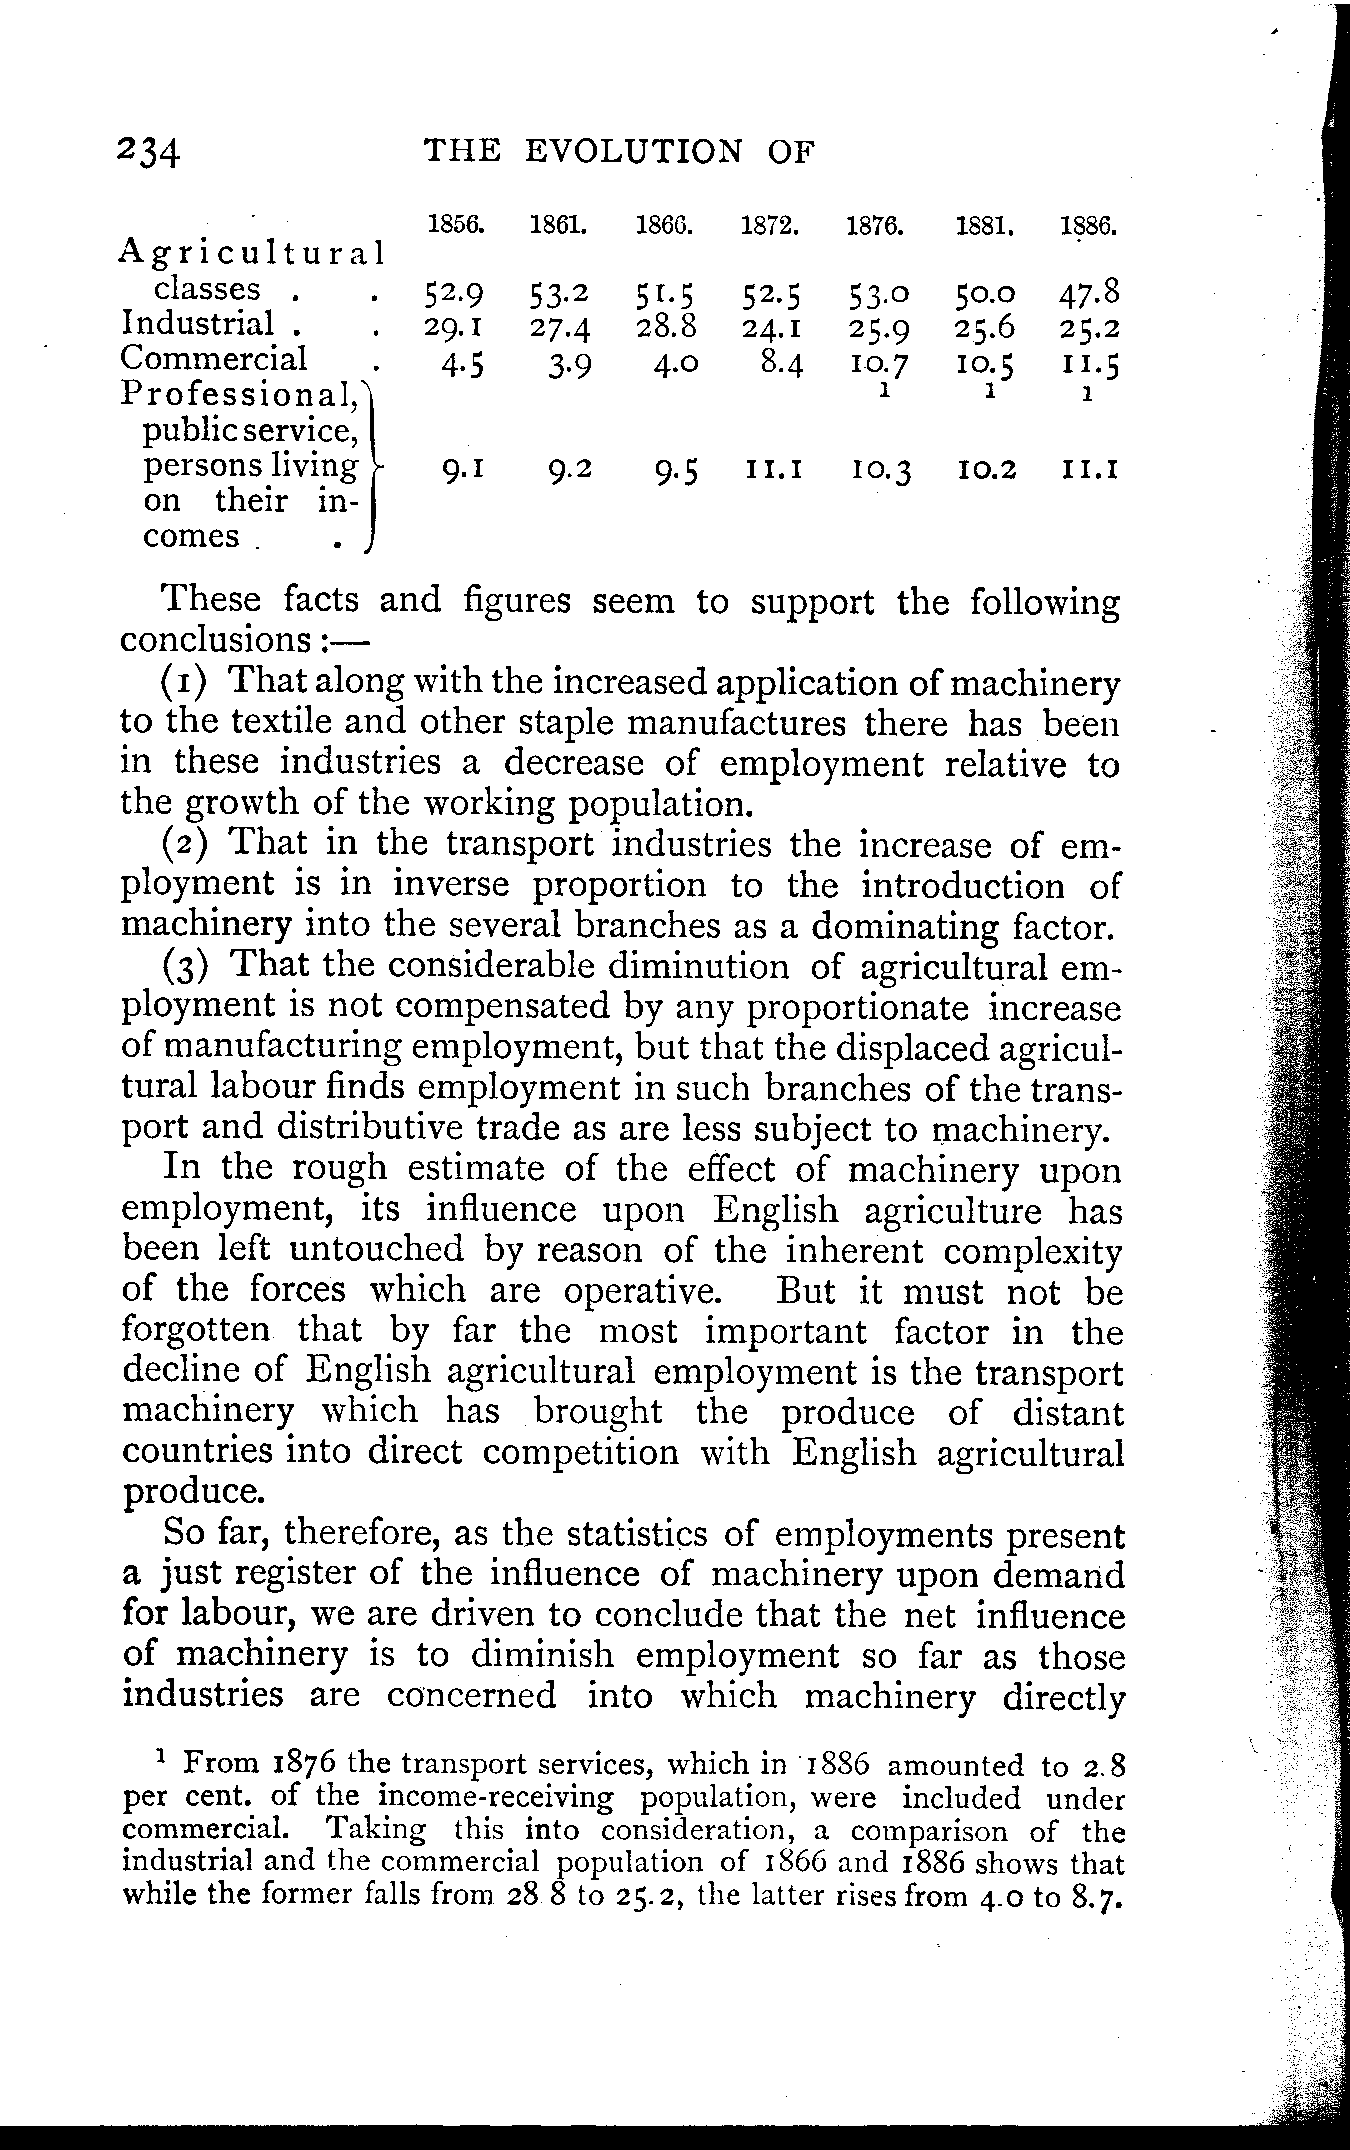 234 THE EVOLUTION OF
1856. 1861. 1866. 1872. 1876. 1881. 1886.
Agricultural
classes . . 52.9 53.2 51.5 52.5 53.0 50.0 47.8
Industrial . . 29.1 27.4 28.8 24.1 25.9 25.6 25.2
Commercial . 4.5 3.9 4.0 8.4 10.7 10.5 11.5
Professional, 1 1 1
public service,
persons living 9.1 9.2 9.5 11.1 10.3 10.2 11.1
on their in-
comes . .
These facts and figures seem to support the following
conclusions :—
(1) That along with the increased application of machinery
to the textile and other staple manufactures there has been
in these industries a decrease of employment relative to
the growth of the working population.
(2) That in the transport industries the increase of em-
ployment is in inverse proportion to the introduction of
machinery into the several branches as a dominating factor.
(3) That the considerable diminution of agricultural em-
ployment is not compensated by any proportionate increase
of manufacturing employment, but that the displaced agricul-
tural labour finds employment in such branches of the trans-
port and distributive trade as are less subject to machinery.
In the rough estimate of the effect of machinery upon
employment, its influence upon English agriculture has
been left untouched by reason of the inherent complexity
of the forces which are operative. But it must not be
forgotten that by far the most important factor in the
decline of English agricultural employment is the transport
machinery which has brought the produce of distant
countries into direct competition with English agricultural
produce.
So far, therefore, as the statistics of employments present
a just register of the influence of machinery upon demand
for labour, we are driven to conclude that the net influence
of machinery is to diminish employment so far as those
industries are concerned into which machinery directly
1 From 1876 the transport services, which in 1886 amounted to 2.8
per cent. of the income-receiving population, were included under
commercial. Taking this into consideration, a comparison of the
industrial and the commercial population of 1866 and 1886 shows that
while the former falls from 28 8 to 25.2, the latter rises from 4.0 to 8.7.